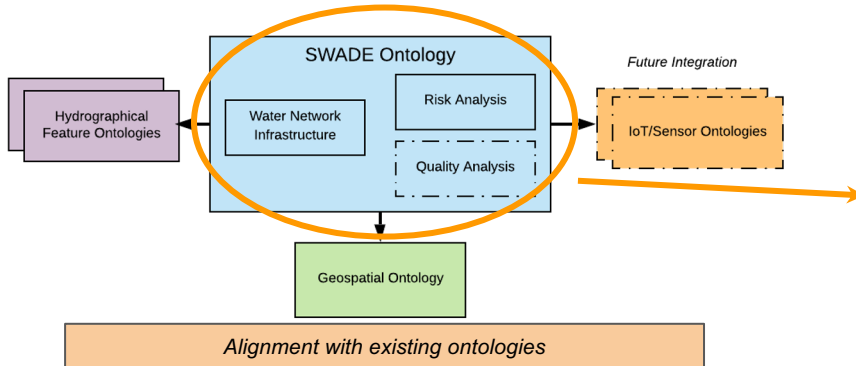 SWADE Ontology
Future Integration
Hydrographical
Feature Ontologies
Water Network
Infrastructure
Risk Analysis
Quality Analysis
IoT/Sensor Ontologies
Geospatial Ontology
Alignment with existing ontologies